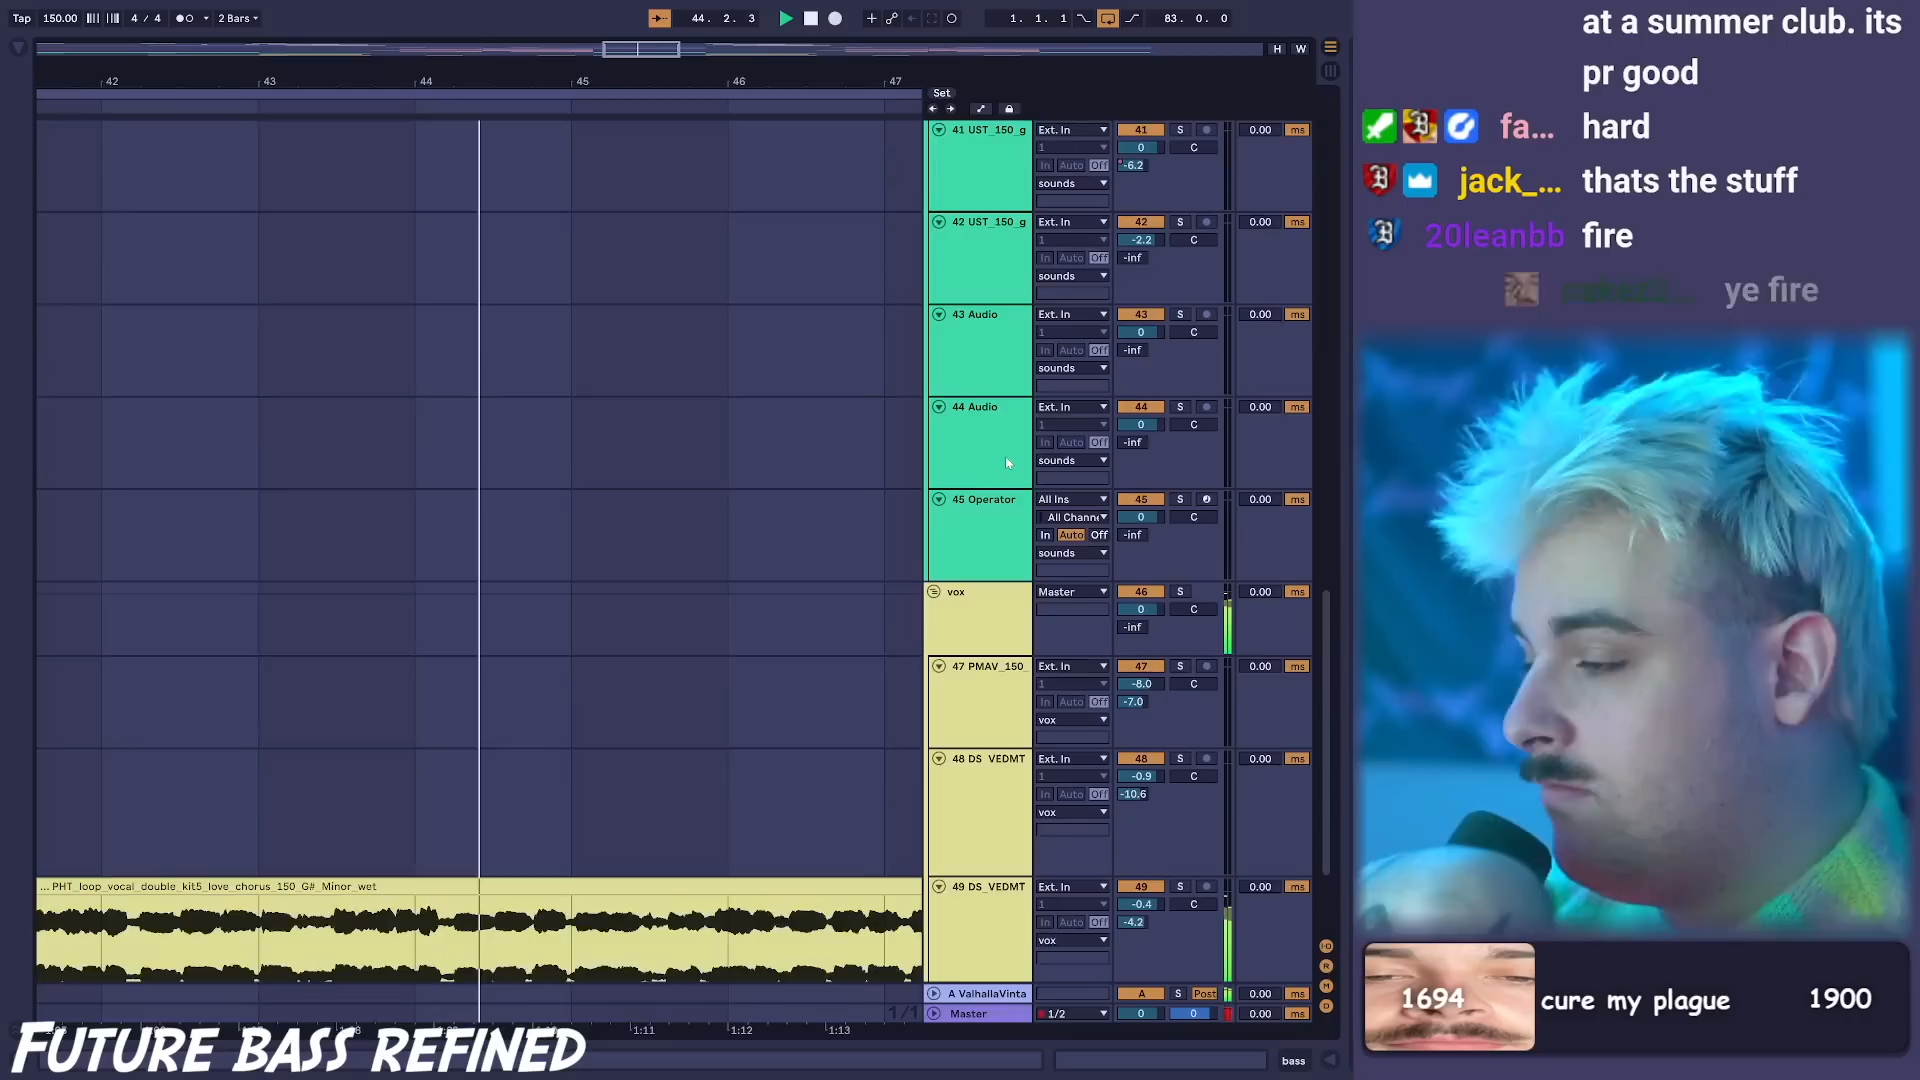 Tap 150.00 4 / 4 2 Bars 44. 2. 3 1. 1. 1 83. 0. 0
H W
42 43 44 45 46 47
Set
41 UST_150_g Ext. In 41 S 0.00 ms
1 0 C
In Auto Off -6.2
sounds
42 UST_150_g Ext. In 42 S 0.00 ms
1 -2.2 C
In Auto Off -inf
sounds
43 Audio Ext. In 43 S 0.00 ms
1 0 C
In Auto Off -inf
sounds
44 Audio Ext. In 44 S 0.00 ms
1 0 C
In Auto Off -inf
sounds
45 Operator All Ins 45 S 0.00 ms
All Channe 0 C
In Auto Off -inf
sounds
vox Master 46 S 0.00 ms
0 C
-inf
47 PMAV_150_ Ext. In 47 S 0.00 ms
1 -8.0 C
In Auto Off -7.0
vox
48 DS_VEDMT Ext. In 48 S 0.00 ms
1 -0.9 C
In Auto Off -10.6
vox
... PHT_loop_vocal_double_kit5_love_chorus_150_G#_Minor_wet
49 DS_VEDMT Ext. In 49 S 0.00 ms
1 -0.4 C
In Auto Off -4.2
vox
A ValhallaVinta A S Post 0.00 ms
1/1 Master 1/2 0 0 0.00 ms
1:11 1:12 1:13
FUTURE BASS REFINED
bass
at a summer club. its
pr good
fa... hard
jack_... thats the stuff
20leanbb fire
ye fire
1694 cure my plague 1900